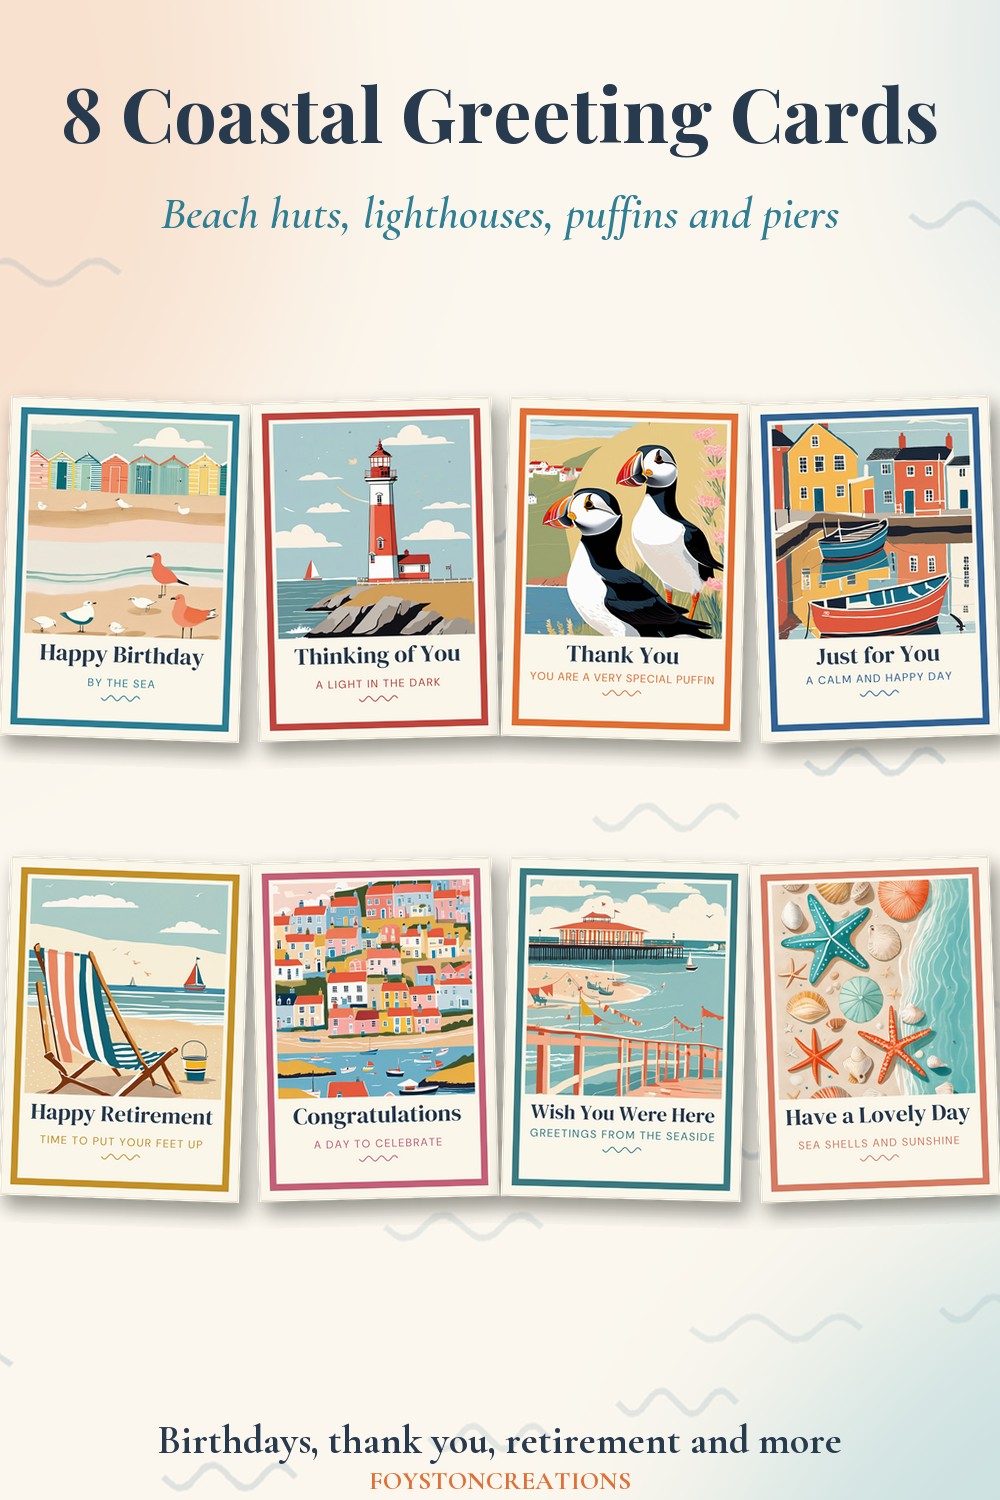 8 Coastal Greeting Cards
Beach huts, lighthouses, puffins and piers
Happy Birthday
BY THE SEA
Thinking of You
A LIGHT IN THE DARK
Thank You
YOU ARE A VERY SPECIAL PUFFIN
Just for You
A CALM AND HAPPY DAY
Happy Retirement
TIME TO PUT YOUR FEET UP
Congratulations
A DAY TO CELEBRATE
Wish You Were Here
GREETINGS FROM THE SEASIDE
Have a Lovely Day
SEA SHELLS AND SUNSHINE
Birthdays, thank you, retirement and more
FOYSTONCREATIONS